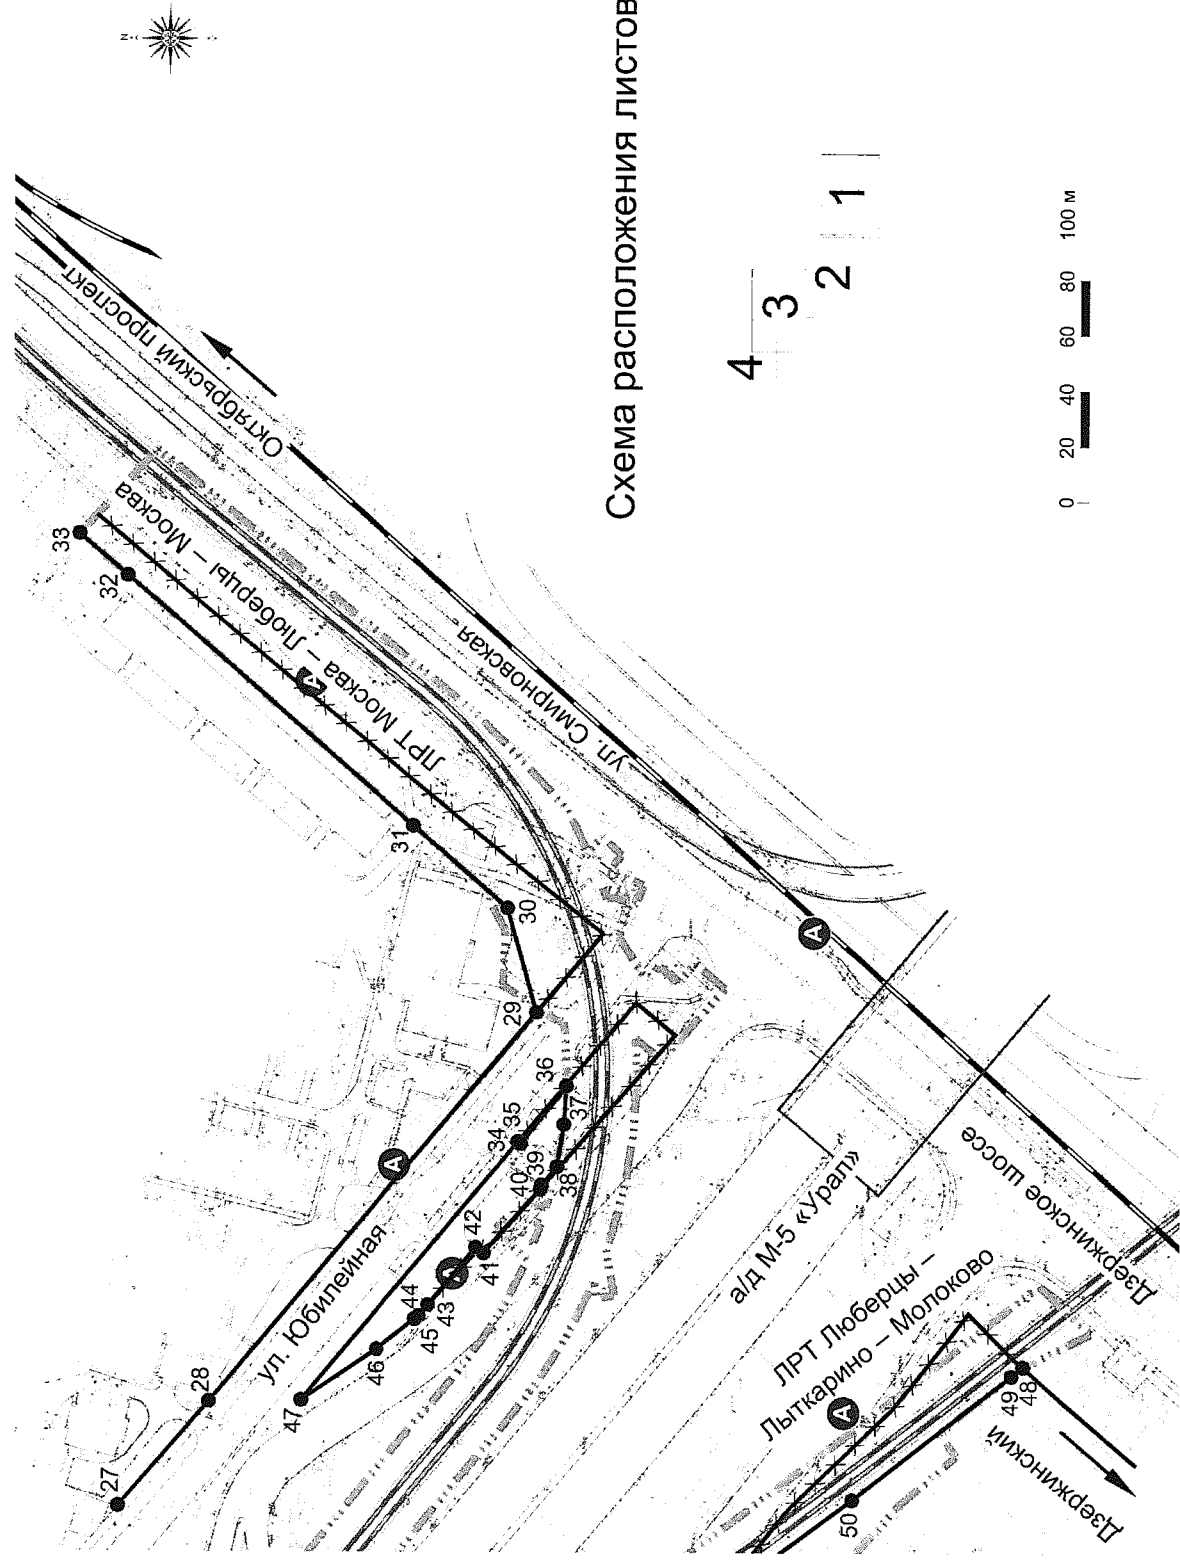 N
Схема расположения листов
4
3
2
1
0 20 40 60 80 100 м
Октябрьский проспект
ЛРТ Москва – Люберцы – Москва
ул. Смирновская
ул. Юбилейная
а/д М-5 «Урал»
Дзержинское шоссе
ЛРТ Люберцы –
Лыткарино – Молоково
Дзержинский
А
А
А
А
А
27
28
29
30
31
32
33
34
35
36
37
38
39
40
41
42
43
44
45
46
47
48
49
50